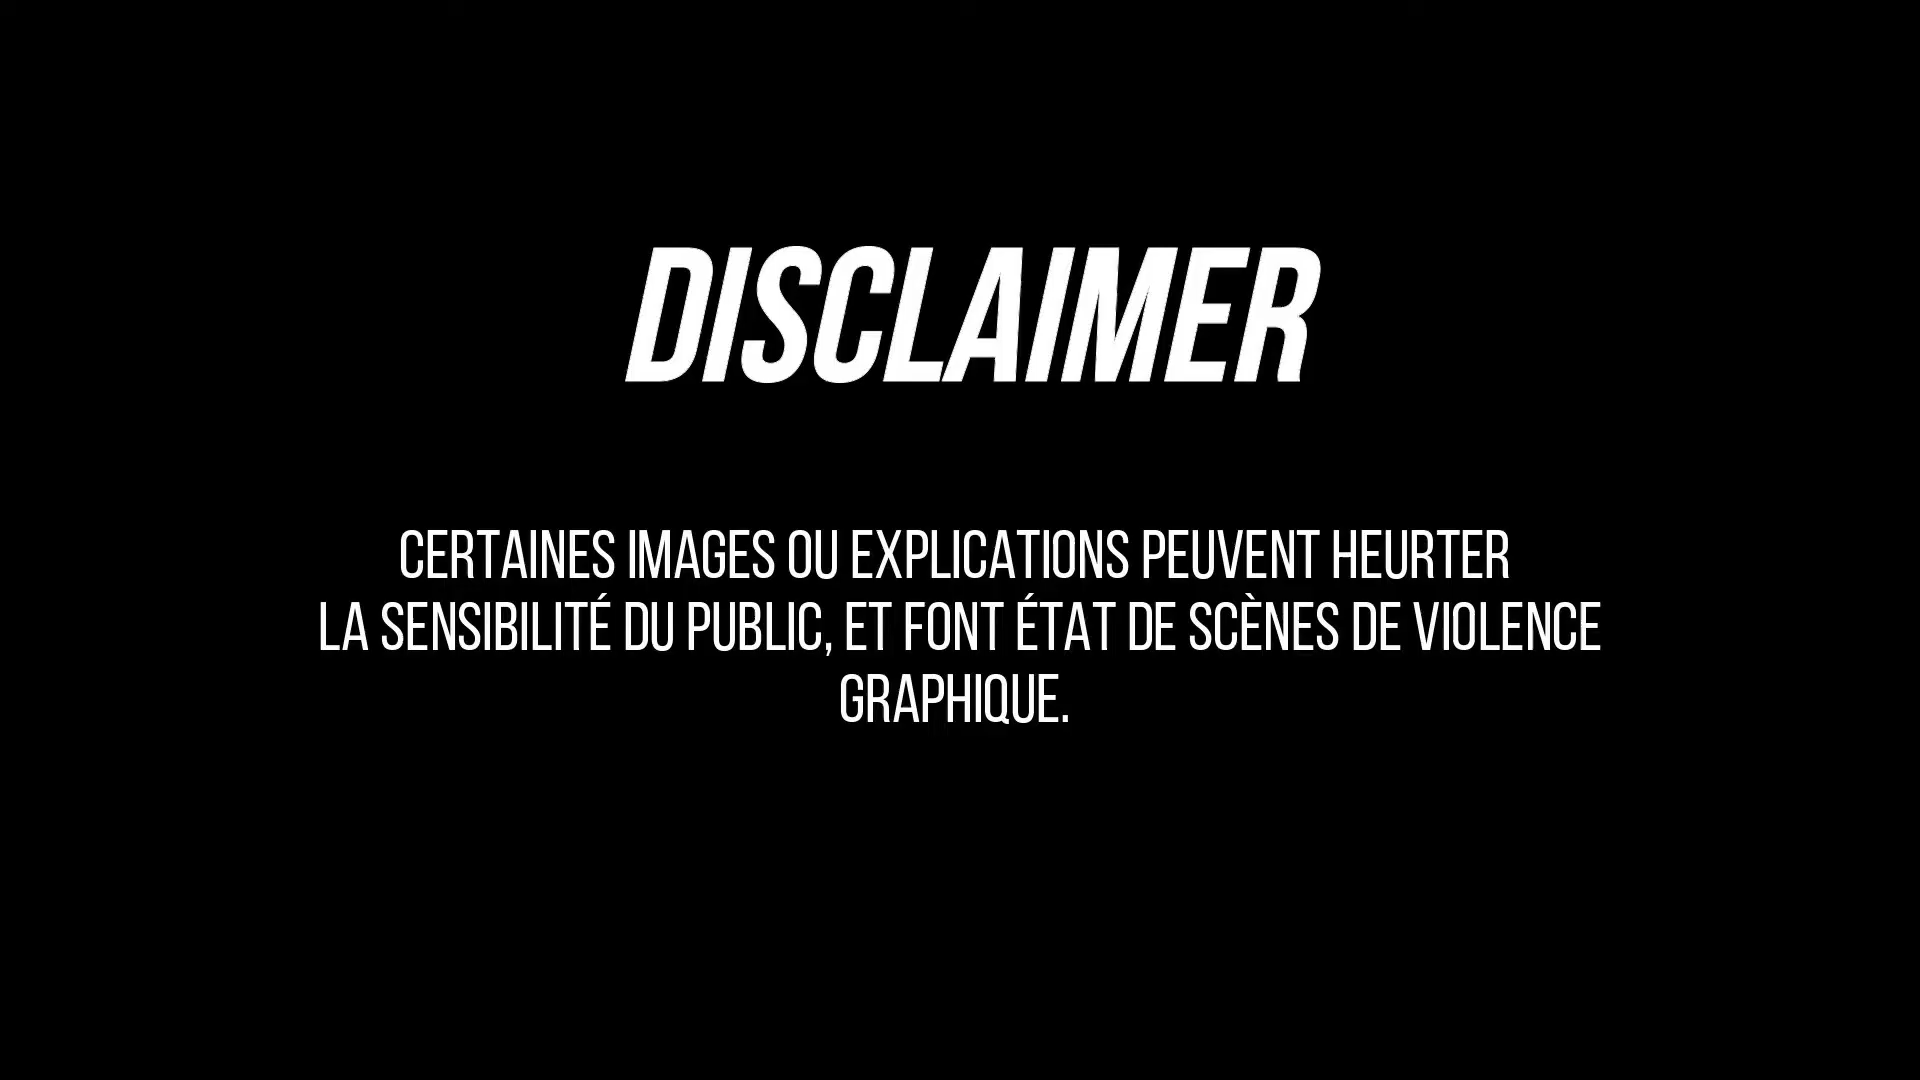 DISCLAIMER
CERTAINES IMAGES OU EXPLICATIONS PEUVENT HEURTER
LA SENSIBILITÉ DU PUBLIC, ET FONT ÉTAT DE SCÈNES DE VIOLENCE
GRAPHIQUE.